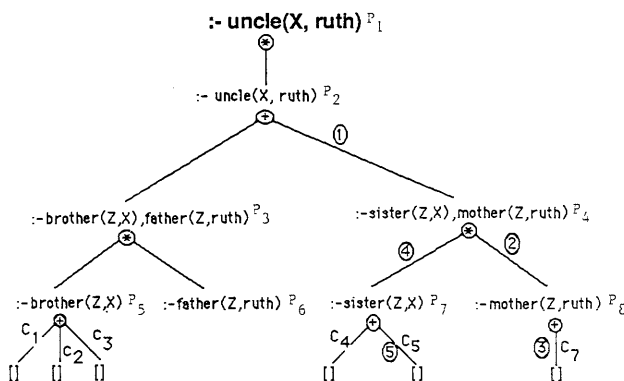 :- uncle(X, ruth) P1
*
:- uncle(X, ruth) P2
+
1
:-brother(Z,X),father(Z,ruth) P3
:-sister(Z,X),mother(Z,ruth) P4
*
*
4
2
:-brother(Z,X) P5
:-father(Z,ruth) P6
:-sister(Z,X) P7
:-mother(Z,ruth) P8
+
+
+
C1
C2
C3
C4
5
C5
3
C7
[]
[]
[]
[]
[]
[]